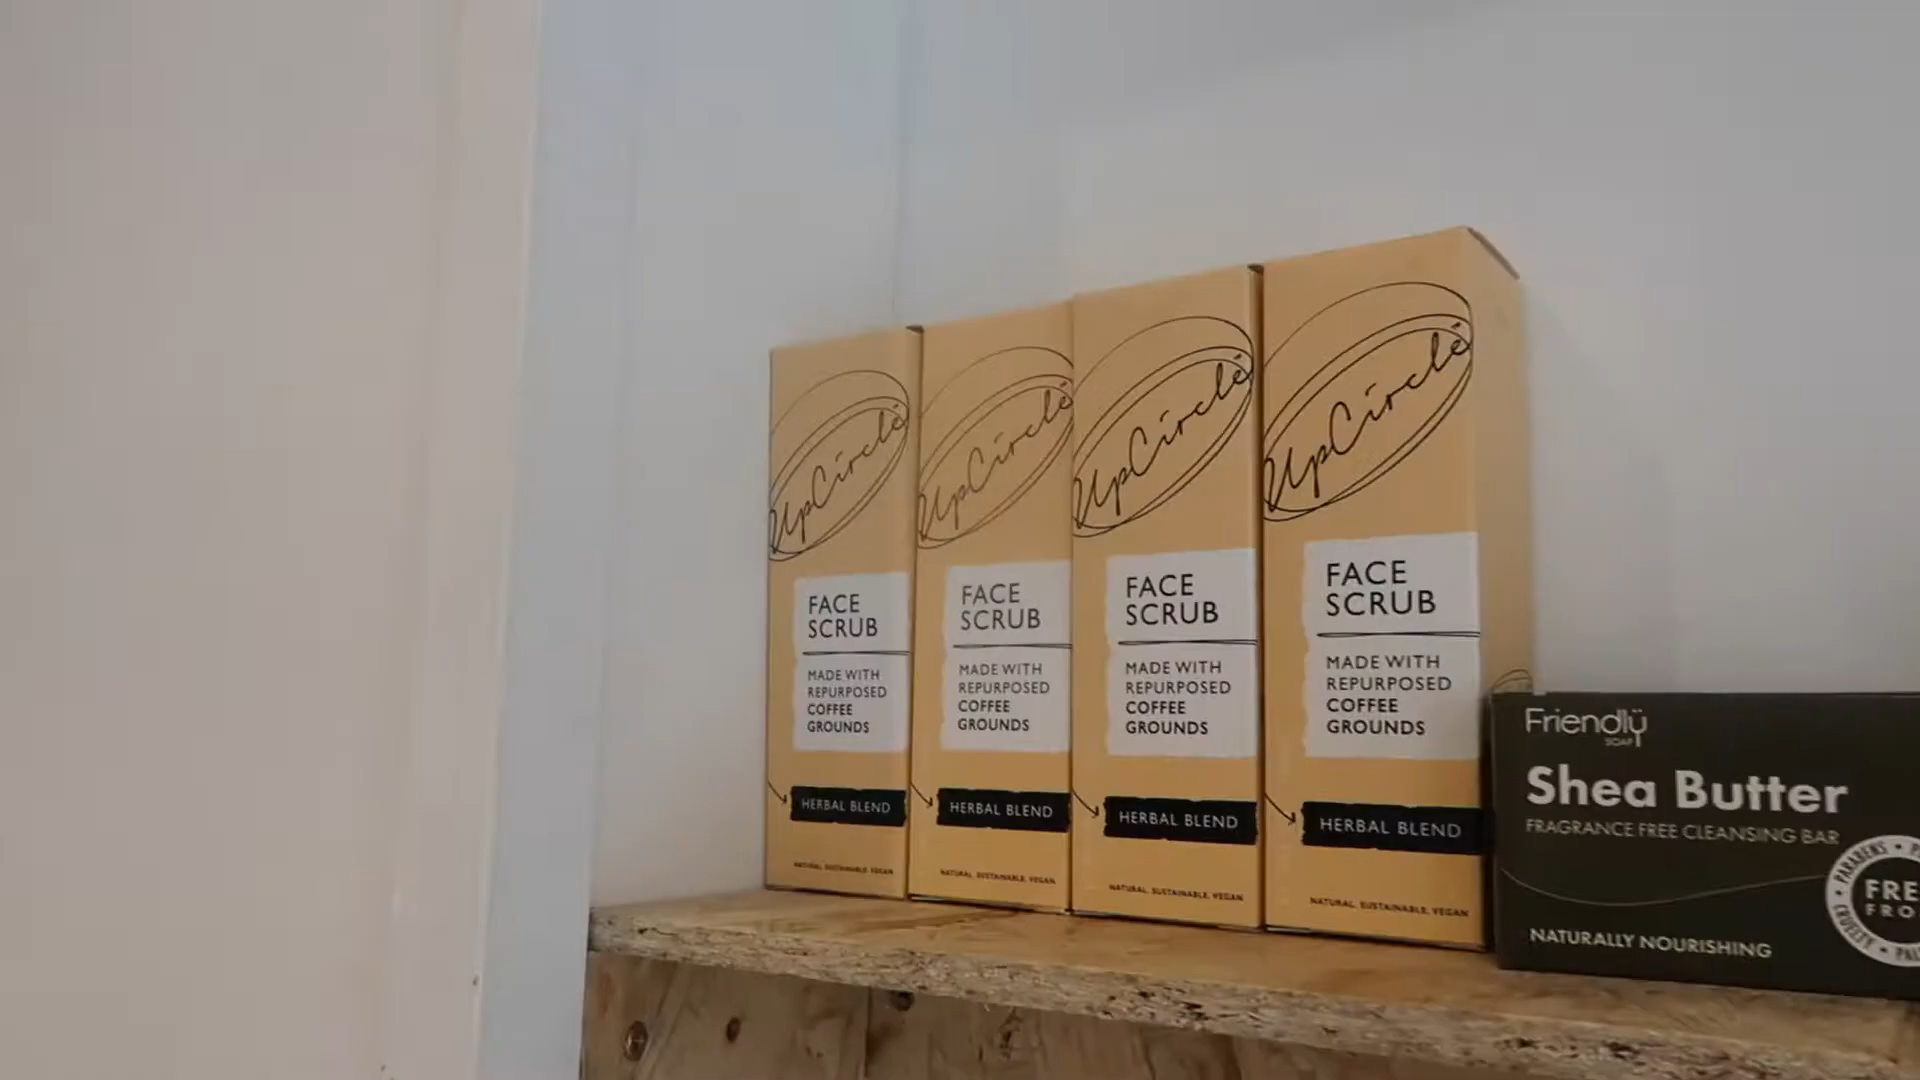 UpCircle
FACE
SCRUB
MADE WITH
REPURPOSED
COFFEE
GROUNDS
HERBAL BLEND
NATURAL. SUSTAINABLE. VEGAN
UpCircle
FACE
SCRUB
MADE WITH
REPURPOSED
COFFEE
GROUNDS
HERBAL BLEND
NATURAL. SUSTAINABLE. VEGAN
UpCircle
FACE
SCRUB
MADE WITH
REPURPOSED
COFFEE
GROUNDS
HERBAL BLEND
NATURAL. SUSTAINABLE. VEGAN
UpCircle
FACE
SCRUB
MADE WITH
REPURPOSED
COFFEE
GROUNDS
HERBAL BLEND
NATURAL. SUSTAINABLE. VEGAN
Friendlÿ
SOAP
Shea Butter
FRAGRANCE FREE CLEANSING BAR
PARABENS
CRUELTY
NATURALLY NOURISHING